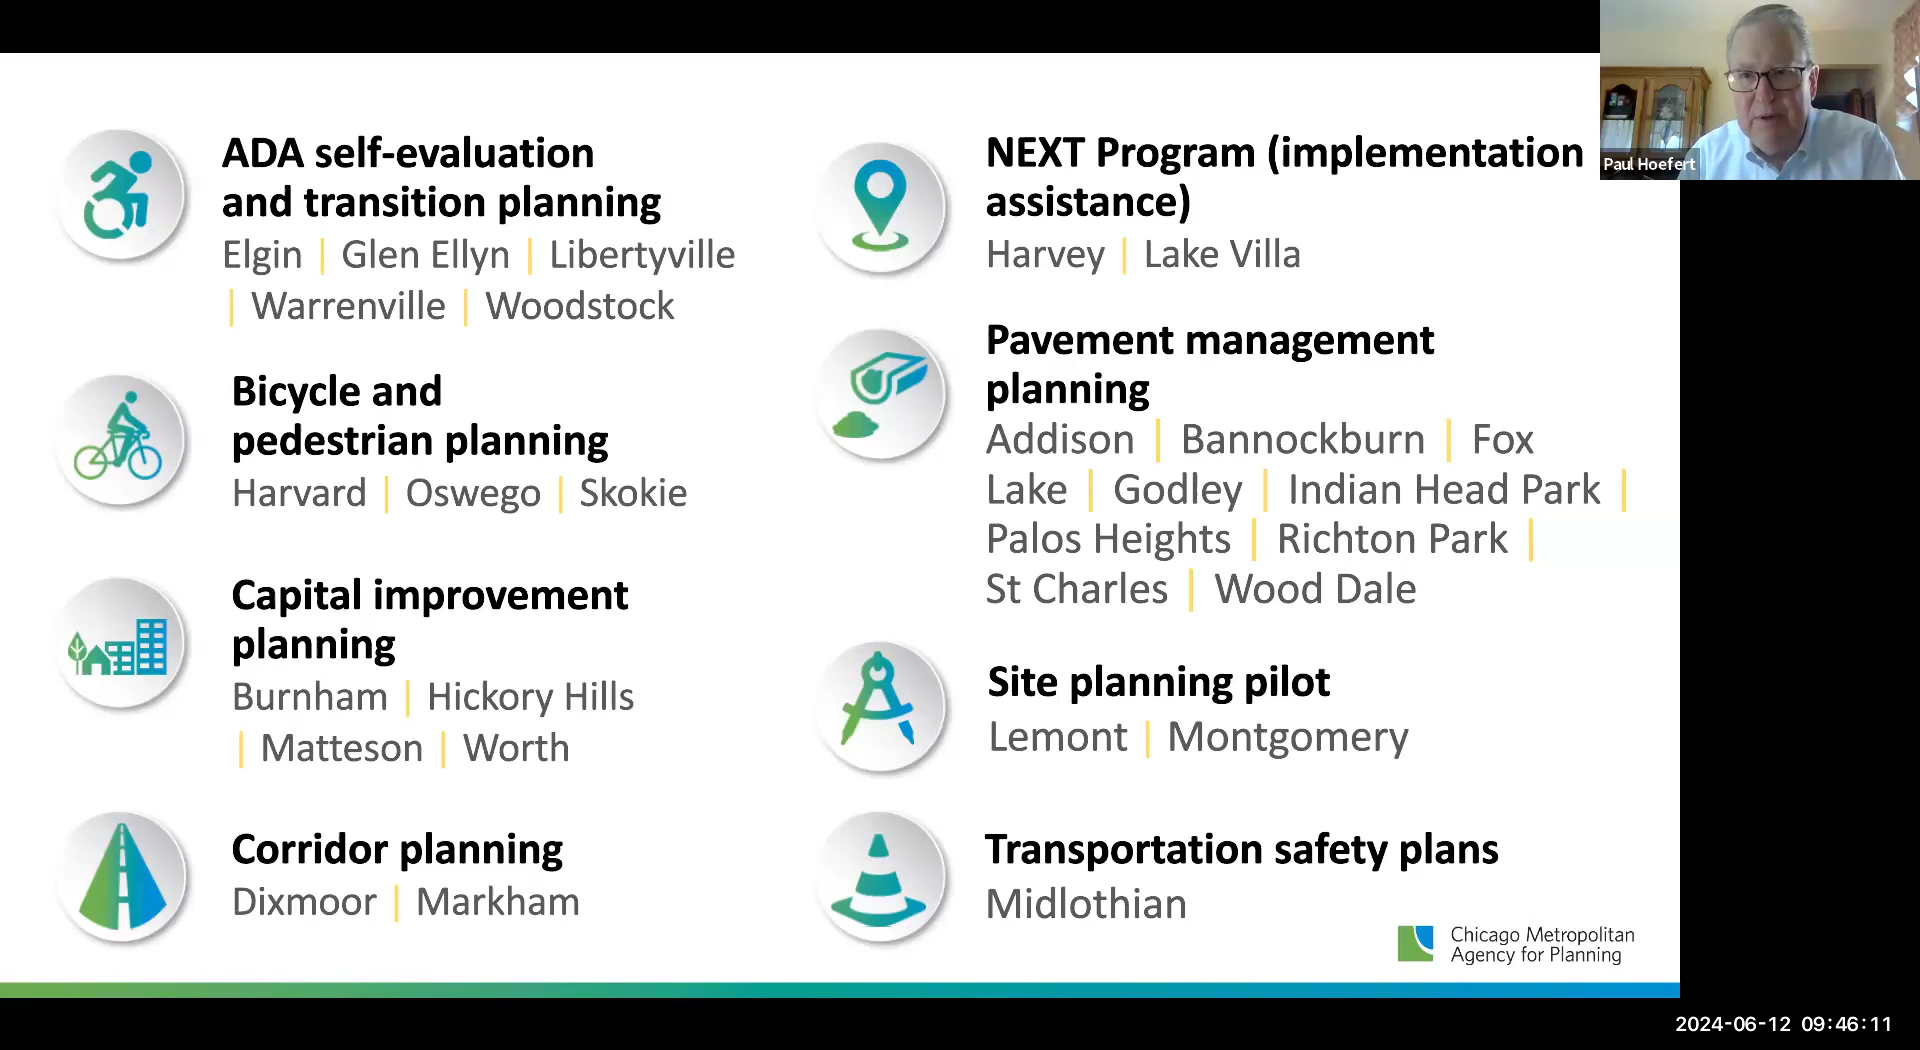 ADA self-evaluation
and transition planning
Elgin | Glen Ellyn | Libertyville
| Warrenville | Woodstock
Bicycle and
pedestrian planning
Harvard | Oswego | Skokie
Capital improvement
planning
Burnham | Hickory Hills
| Matteson | Worth
Corridor planning
Dixmoor | Markham
NEXT Program (implementation
assistance)
Harvey | Lake Villa
Pavement management
planning
Addison | Bannockburn | Fox
Lake | Godley | Indian Head Park |
Palos Heights | Richton Park |
St Charles | Wood Dale
Site planning pilot
Lemont | Montgomery
Transportation safety plans
Midlothian
Chicago Metropolitan
Agency for Planning
Paul Hoefert
2024-06-12 09:46:11